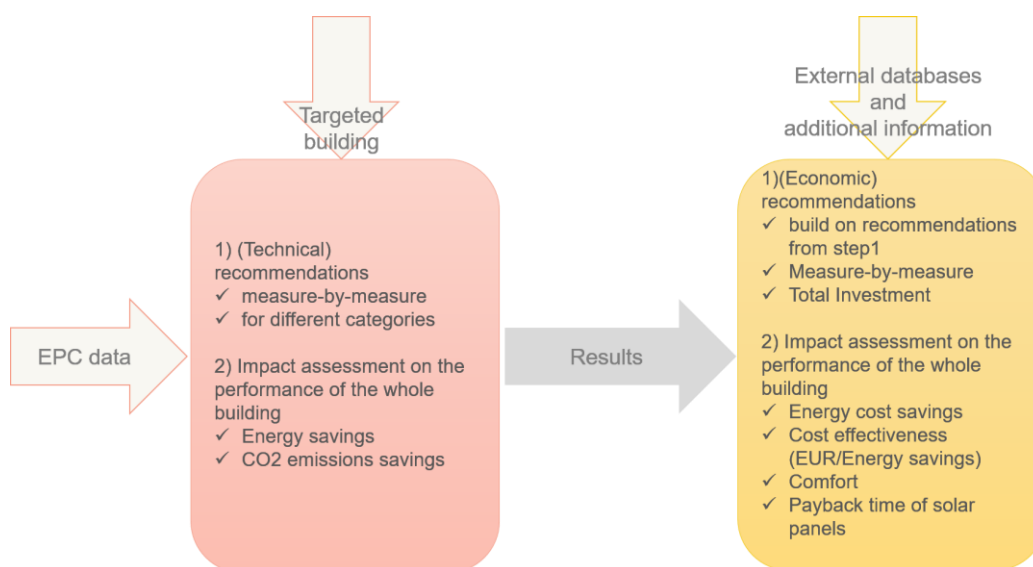 Targeted
building
External databases
and
additional information
EPC data
1) (Technical)
recommendations
✓ measure-by-measure
✓ for different categories
2) Impact assessment on the
performance of the whole
building
✓ Energy savings
✓ CO2 emissions savings
Results
1)(Economic)
recommendations
✓ build on recommendations
from step1
✓ Measure-by-measure
✓ Total Investment
2) Impact assessment on the
performance of the whole
building
✓ Energy cost savings
✓ Cost effectiveness
(EUR/Energy savings)
✓ Comfort
✓ Payback time of solar
panels